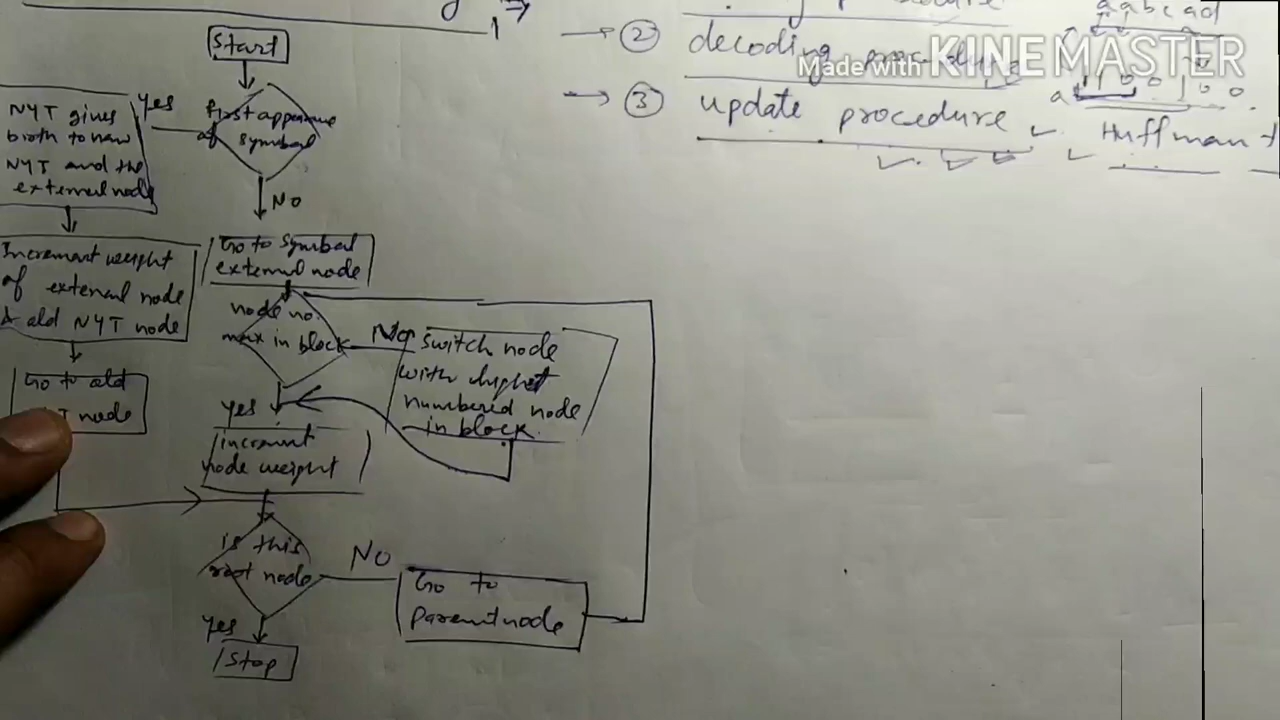 Start
first appearance
of symbol
yes
NYT gives
birth to new
NYT and the
external node
No
Increment weight
of external node
& old NYT node
Go to old
node
Go to symbol
external node
node no.
max in block
No
switch node
with highest
numbered node
in block
yes
increment
node weight
is this
root node
No
Go to
Parent node
yes
Stop
②
decoding procedure
③ update procedure
Made with KINEMASTER
a a b c a d
a
Huffman